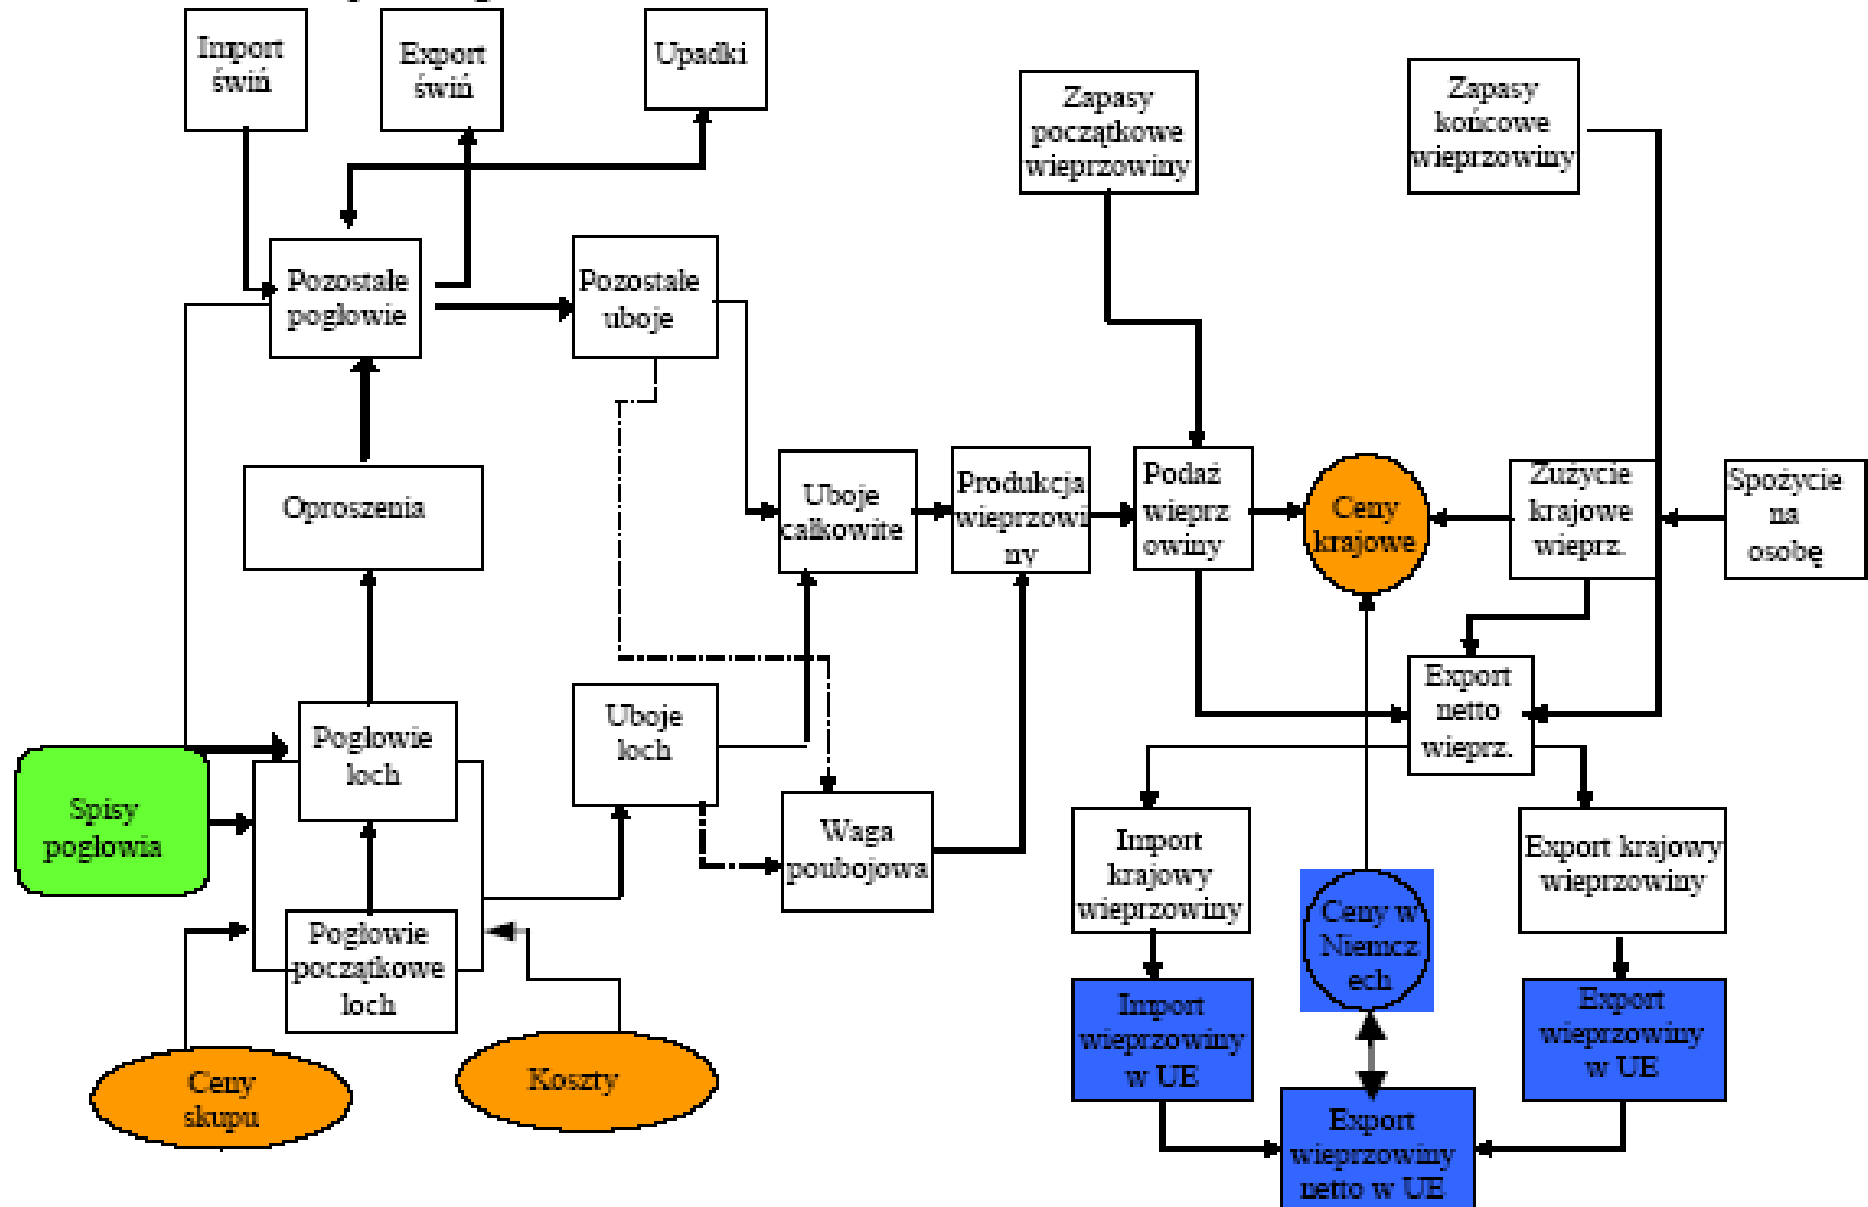 Import
świń
Export
świń
Upadki
Zapasy
początkowe
wieprzowiny
Zapasy
końcowe
wieprzowiny
Pozostałe
pogłowie
Pozostałe
uboje
Oproszenia
Uboje
całkowite
Produkcja
wieprzowi
ny
Podaż
wieprz
owiny
Ceny
krajowe
Zużycie
krajowe
wieprz.
Spożycie
na
osobę
Pogłowie
loch
Uboje
loch
Export
netto
wieprz.
Spisy
pogłowia
Waga
poubojowa
Import
krajowy
wieprzowiny
Export krajowy
wieprzowiny
Pogłowie
początkowe
loch
Ceny w
Niemcz
ech
Import
wieprzowiny
w UE
Export
wieprzowiny
w UE
Ceny
skupu
Koszty
Export
wieprzowiny
netto w UE